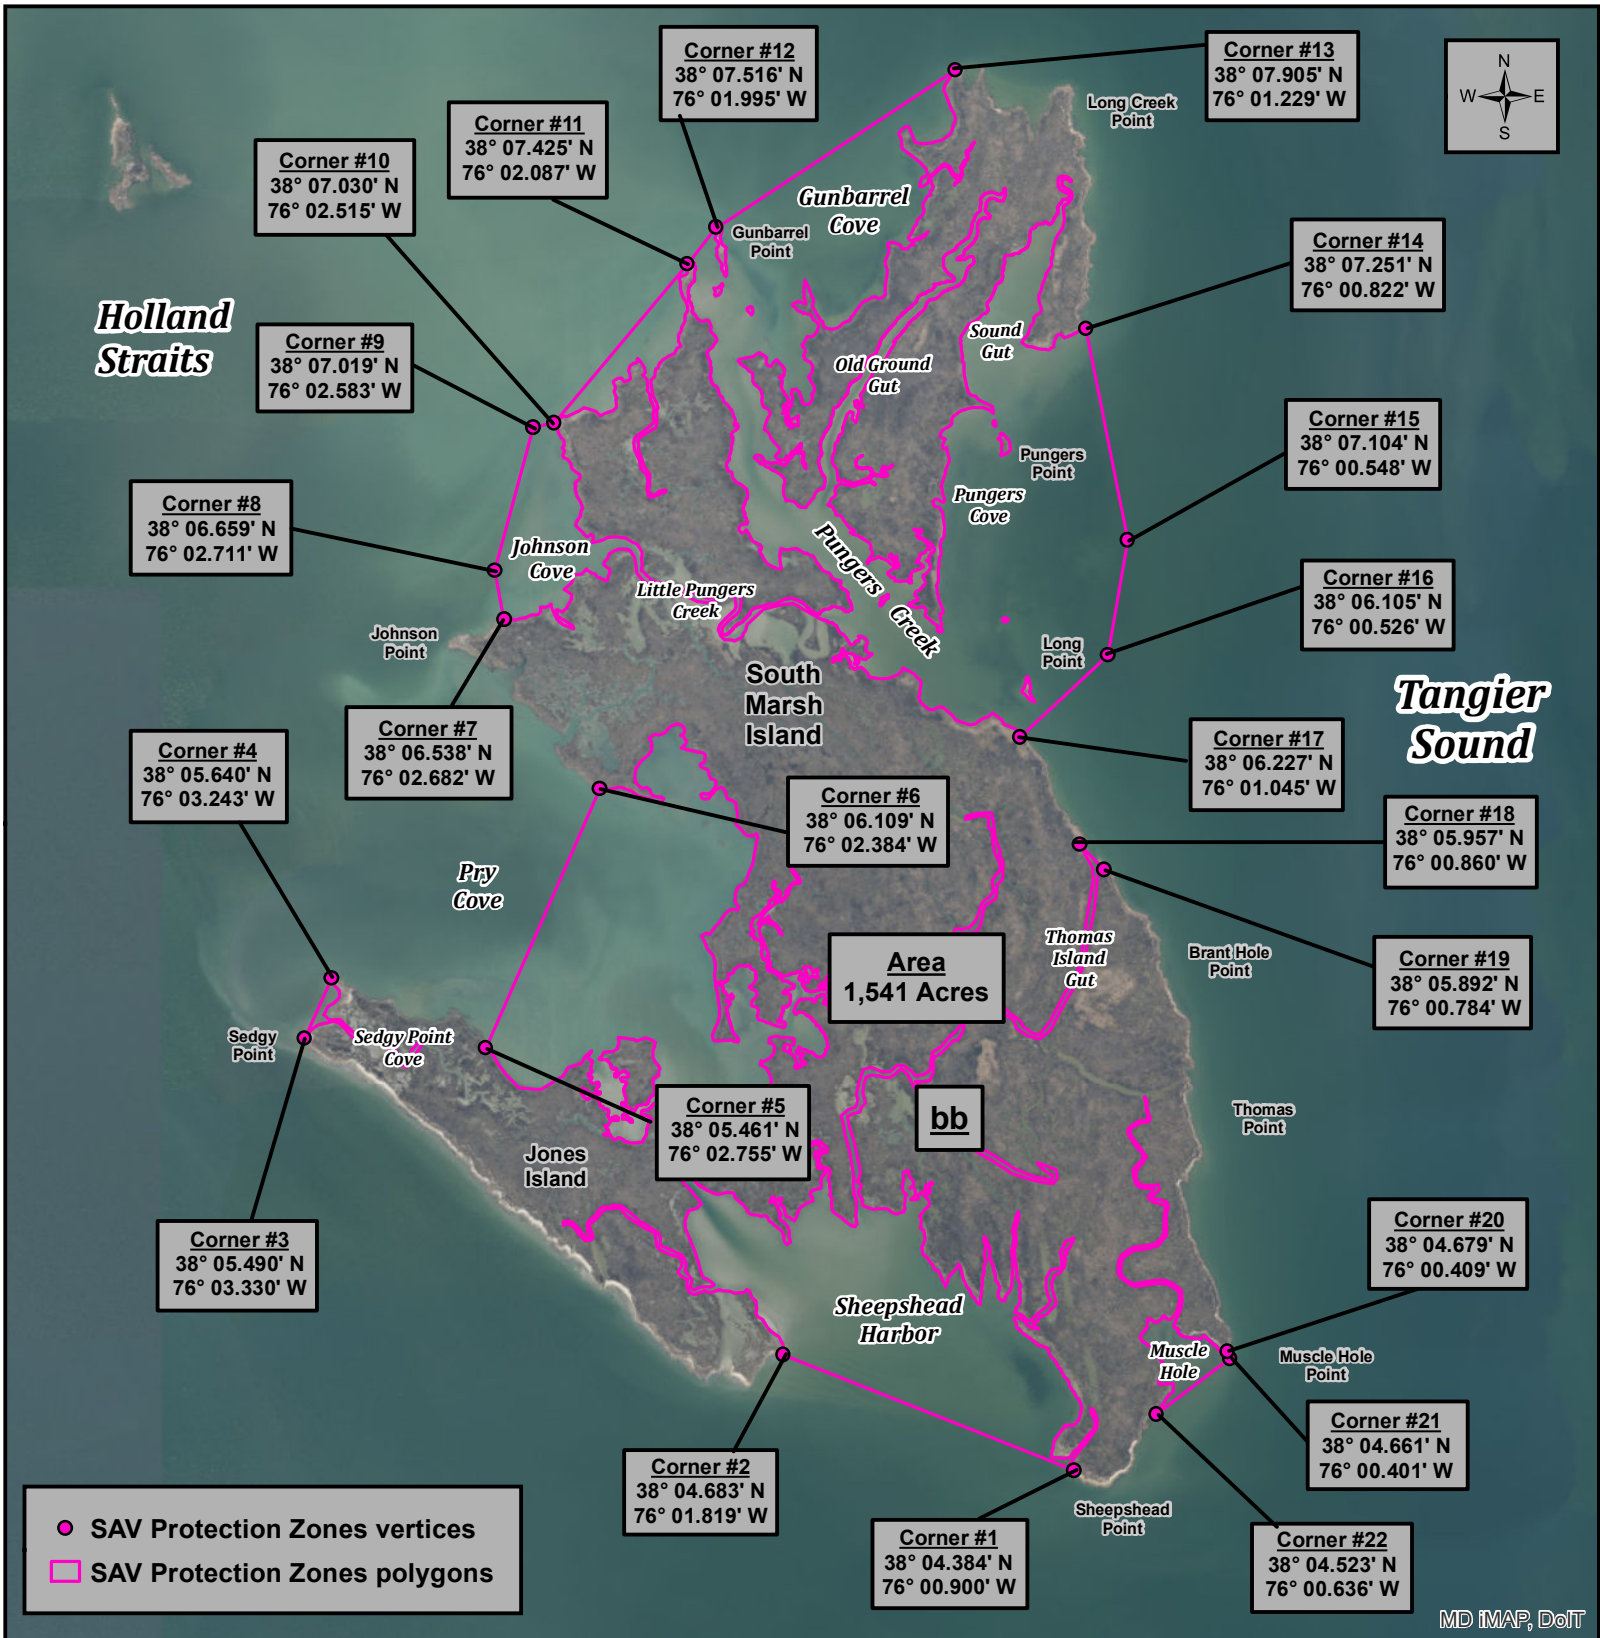 Corner #12
38° 07.516' N
76° 01.995' W
Corner #13
38° 07.905' N
76° 01.229' W
N
W E
S
Long Creek
Point
Corner #11
38° 07.425' N
76° 02.087' W
Corner #10
38° 07.030' N
76° 02.515' W
Gunbarrel
Cove
Gunbarrel
Point
Corner #14
38° 07.251' N
76° 00.822' W
Holland
Straits
Corner #9
38° 07.019' N
76° 02.583' W
Sound
Gut
Old Ground
Gut
Corner #15
38° 07.104' N
76° 00.548' W
Pungers
Point
Pungers
Cove
Corner #8
38° 06.659' N
76° 02.711' W
Johnson
Cove
Pungers Creek
Little Pungers
Creek
Corner #16
38° 06.105' N
76° 00.526' W
Johnson
Point
Long
Point
South
Marsh
Island
Tangier
Sound
Corner #7
38° 06.538' N
76° 02.682' W
Corner #4
38° 05.640' N
76° 03.243' W
Corner #17
38° 06.227' N
76° 01.045' W
Corner #6
38° 06.109' N
76° 02.384' W
Corner #18
38° 05.957' N
76° 00.860' W
Pry
Cove
Thomas
Island
Gut
Brant Hole
Point
Area
1,541 Acres
Corner #19
38° 05.892' N
76° 00.784' W
Sedgy
Point
Sedgy Point
Cove
Corner #5
38° 05.461' N
76° 02.755' W
bb
Thomas
Point
Jones
Island
Corner #3
38° 05.490' N
76° 03.330' W
Corner #20
38° 04.679' N
76° 00.409' W
Sheepshead
Harbor
Muscle
Hole
Muscle Hole
Point
Corner #21
38° 04.661' N
76° 00.401' W
Corner #2
38° 04.683' N
76° 01.819' W
Sheepshead
Point
Corner #1
38° 04.384' N
76° 00.900' W
Corner #22
38° 04.523' N
76° 00.636' W
SAV Protection Zones vertices
SAV Protection Zones polygons
MD iMAP, DoIT